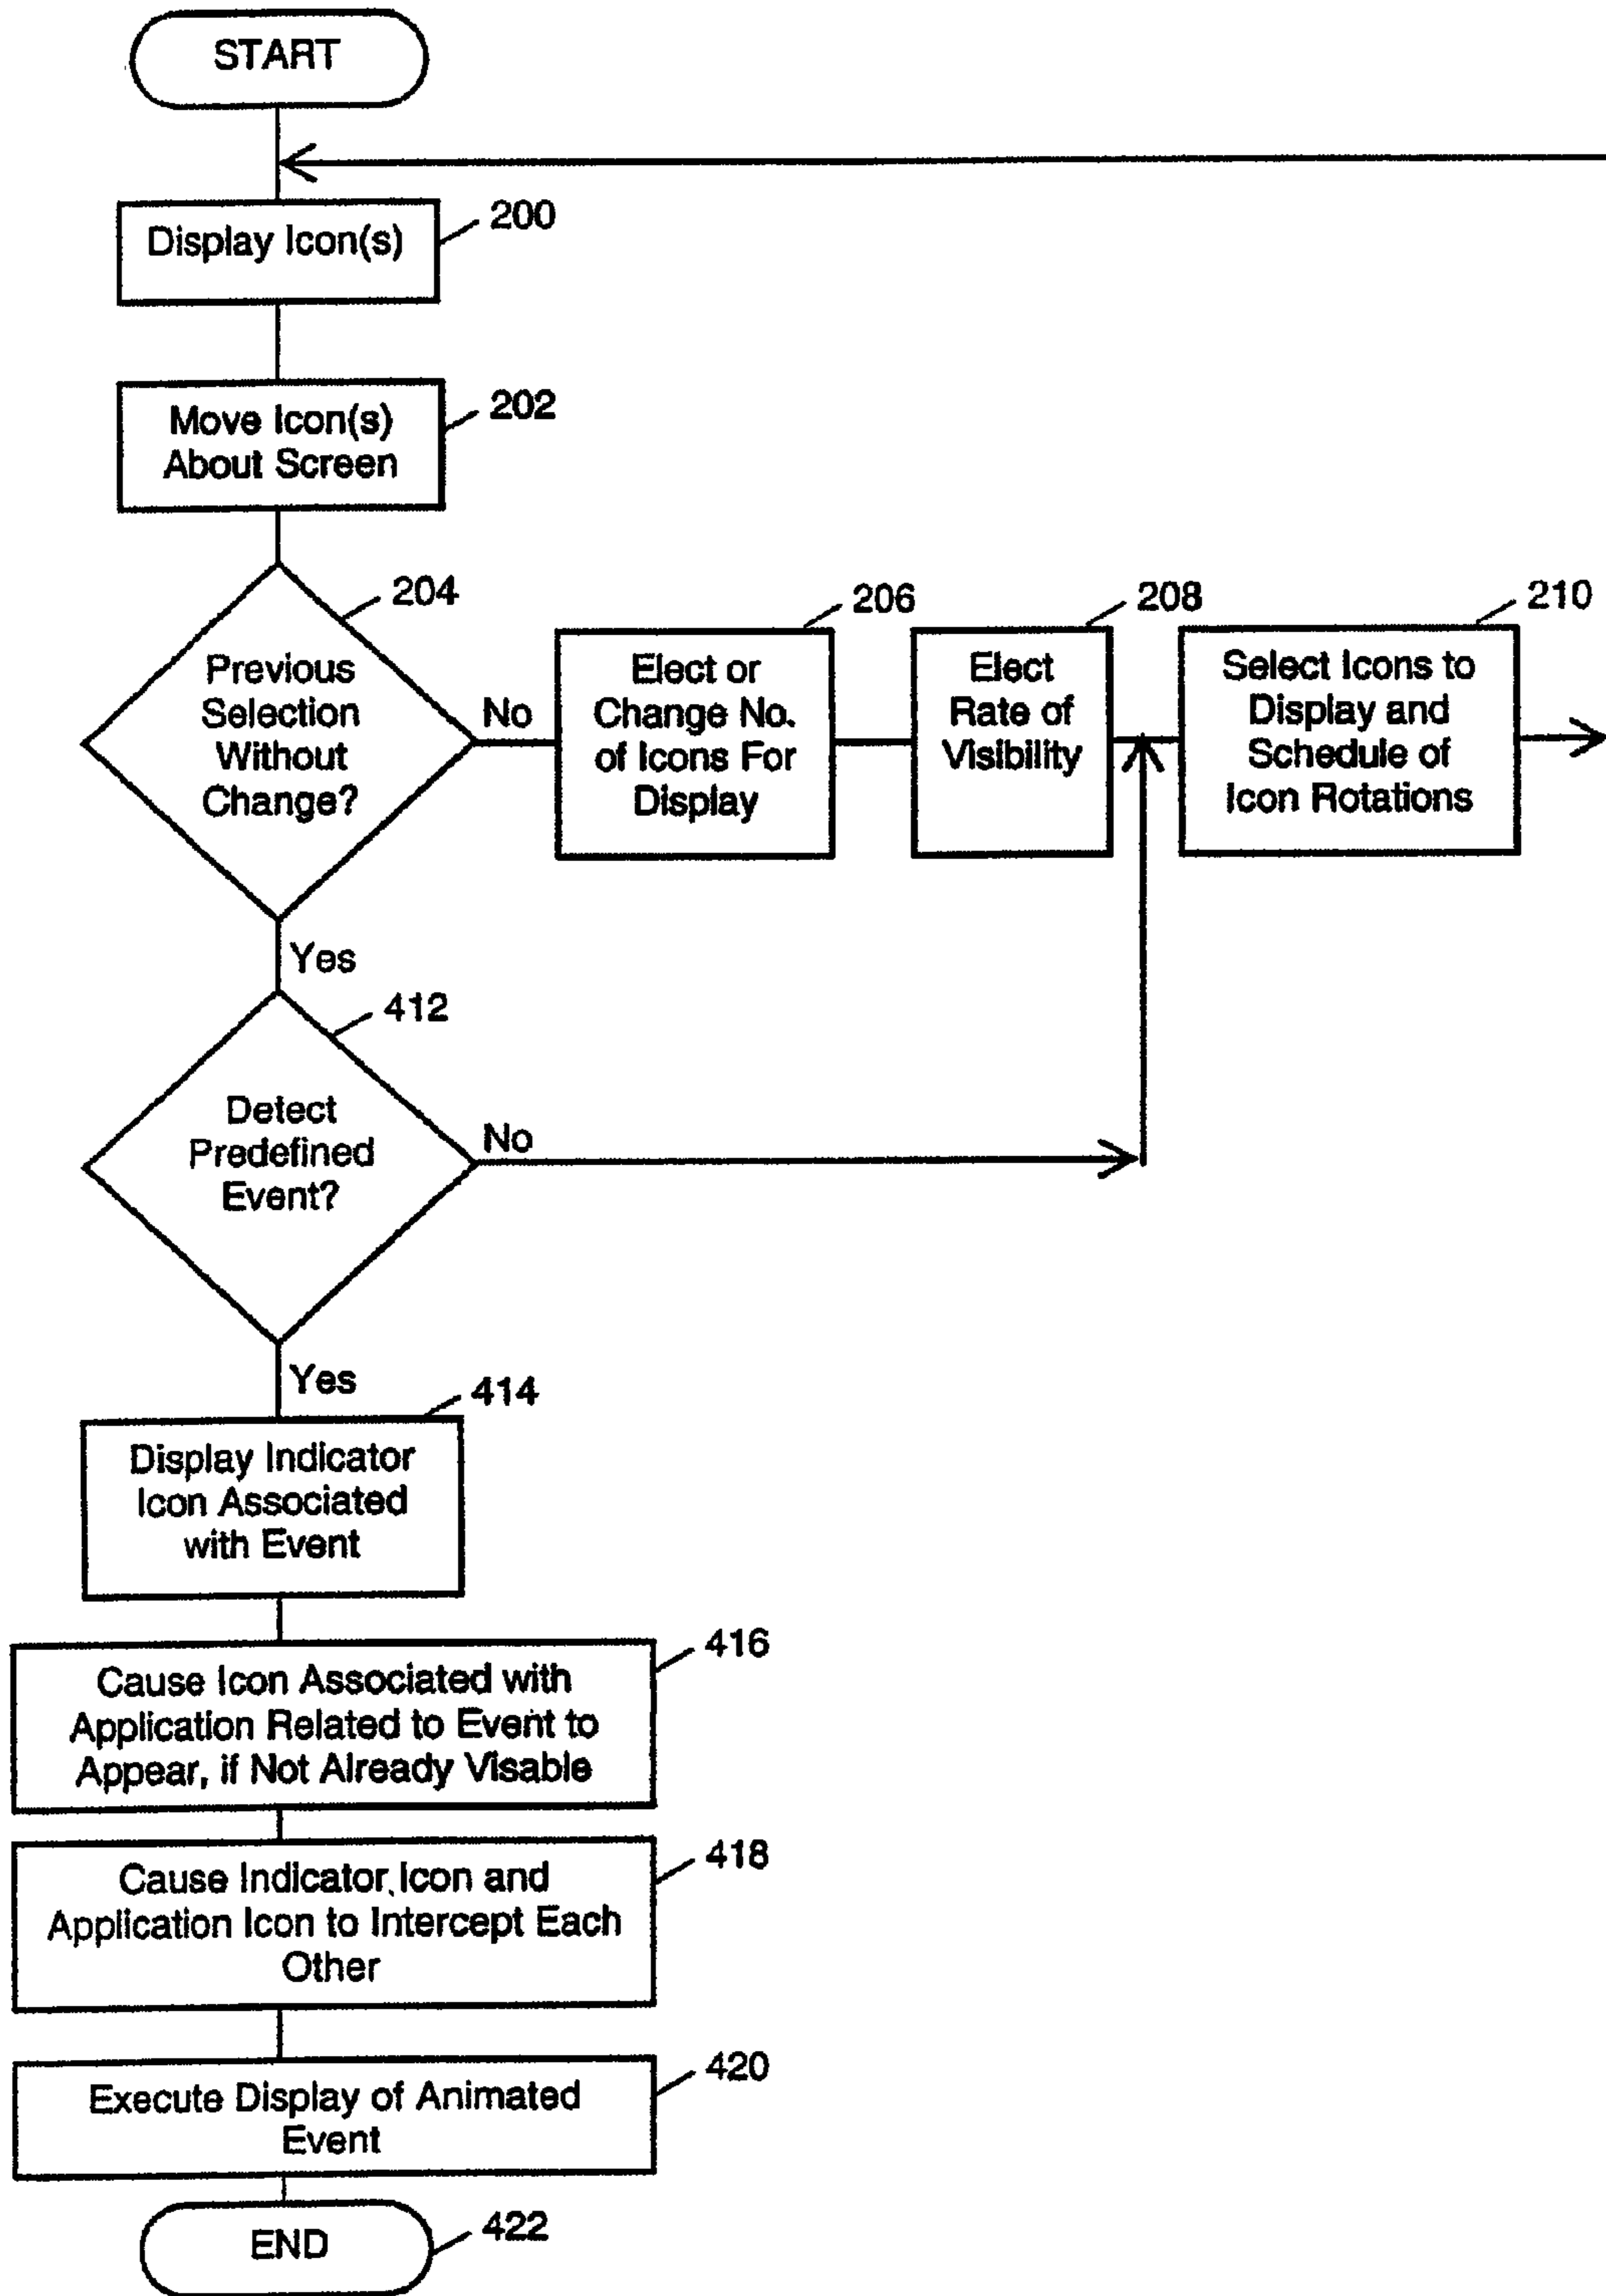 START
Display Icon(s)
200
Move Icon(s)
About Screen
202
Previous
Selection
Without
Change?
204
No
Elect or
Change No.
of Icons For
Display
206
Elect
Rate of
Visibility
208
Select Icons to
Display and
Schedule of
Icon Rotations
210
Yes
Detect
Predefined
Event?
412
No
Yes
Display Indicator
Icon Associated
with Event
414
Cause Icon Associated with
Application Related to Event to
Appear, if Not Already Visable
416
Cause Indicator Icon and
Application Icon to Intercept Each
Other
418
Execute Display of Animated
Event
420
END
422